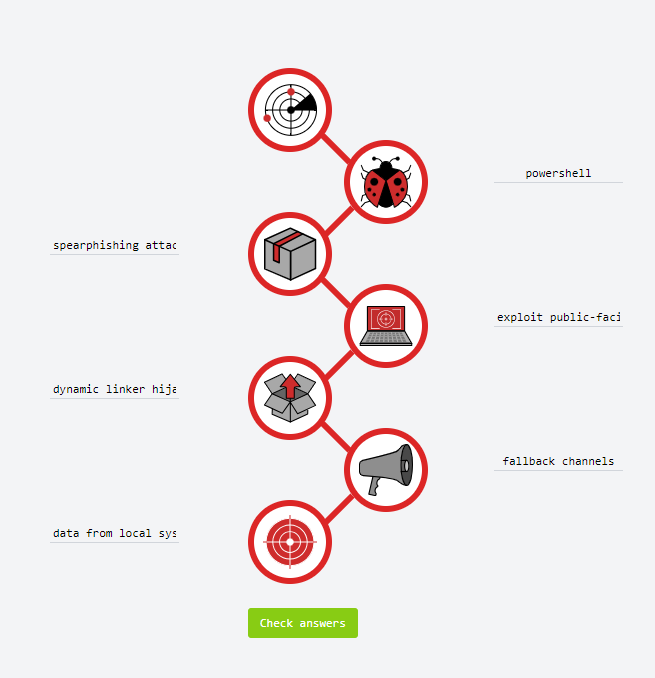 powershell
spearphishing attac
exploit public-faci
dynamic linker hija
fallback channels
data from local sys
Check answers